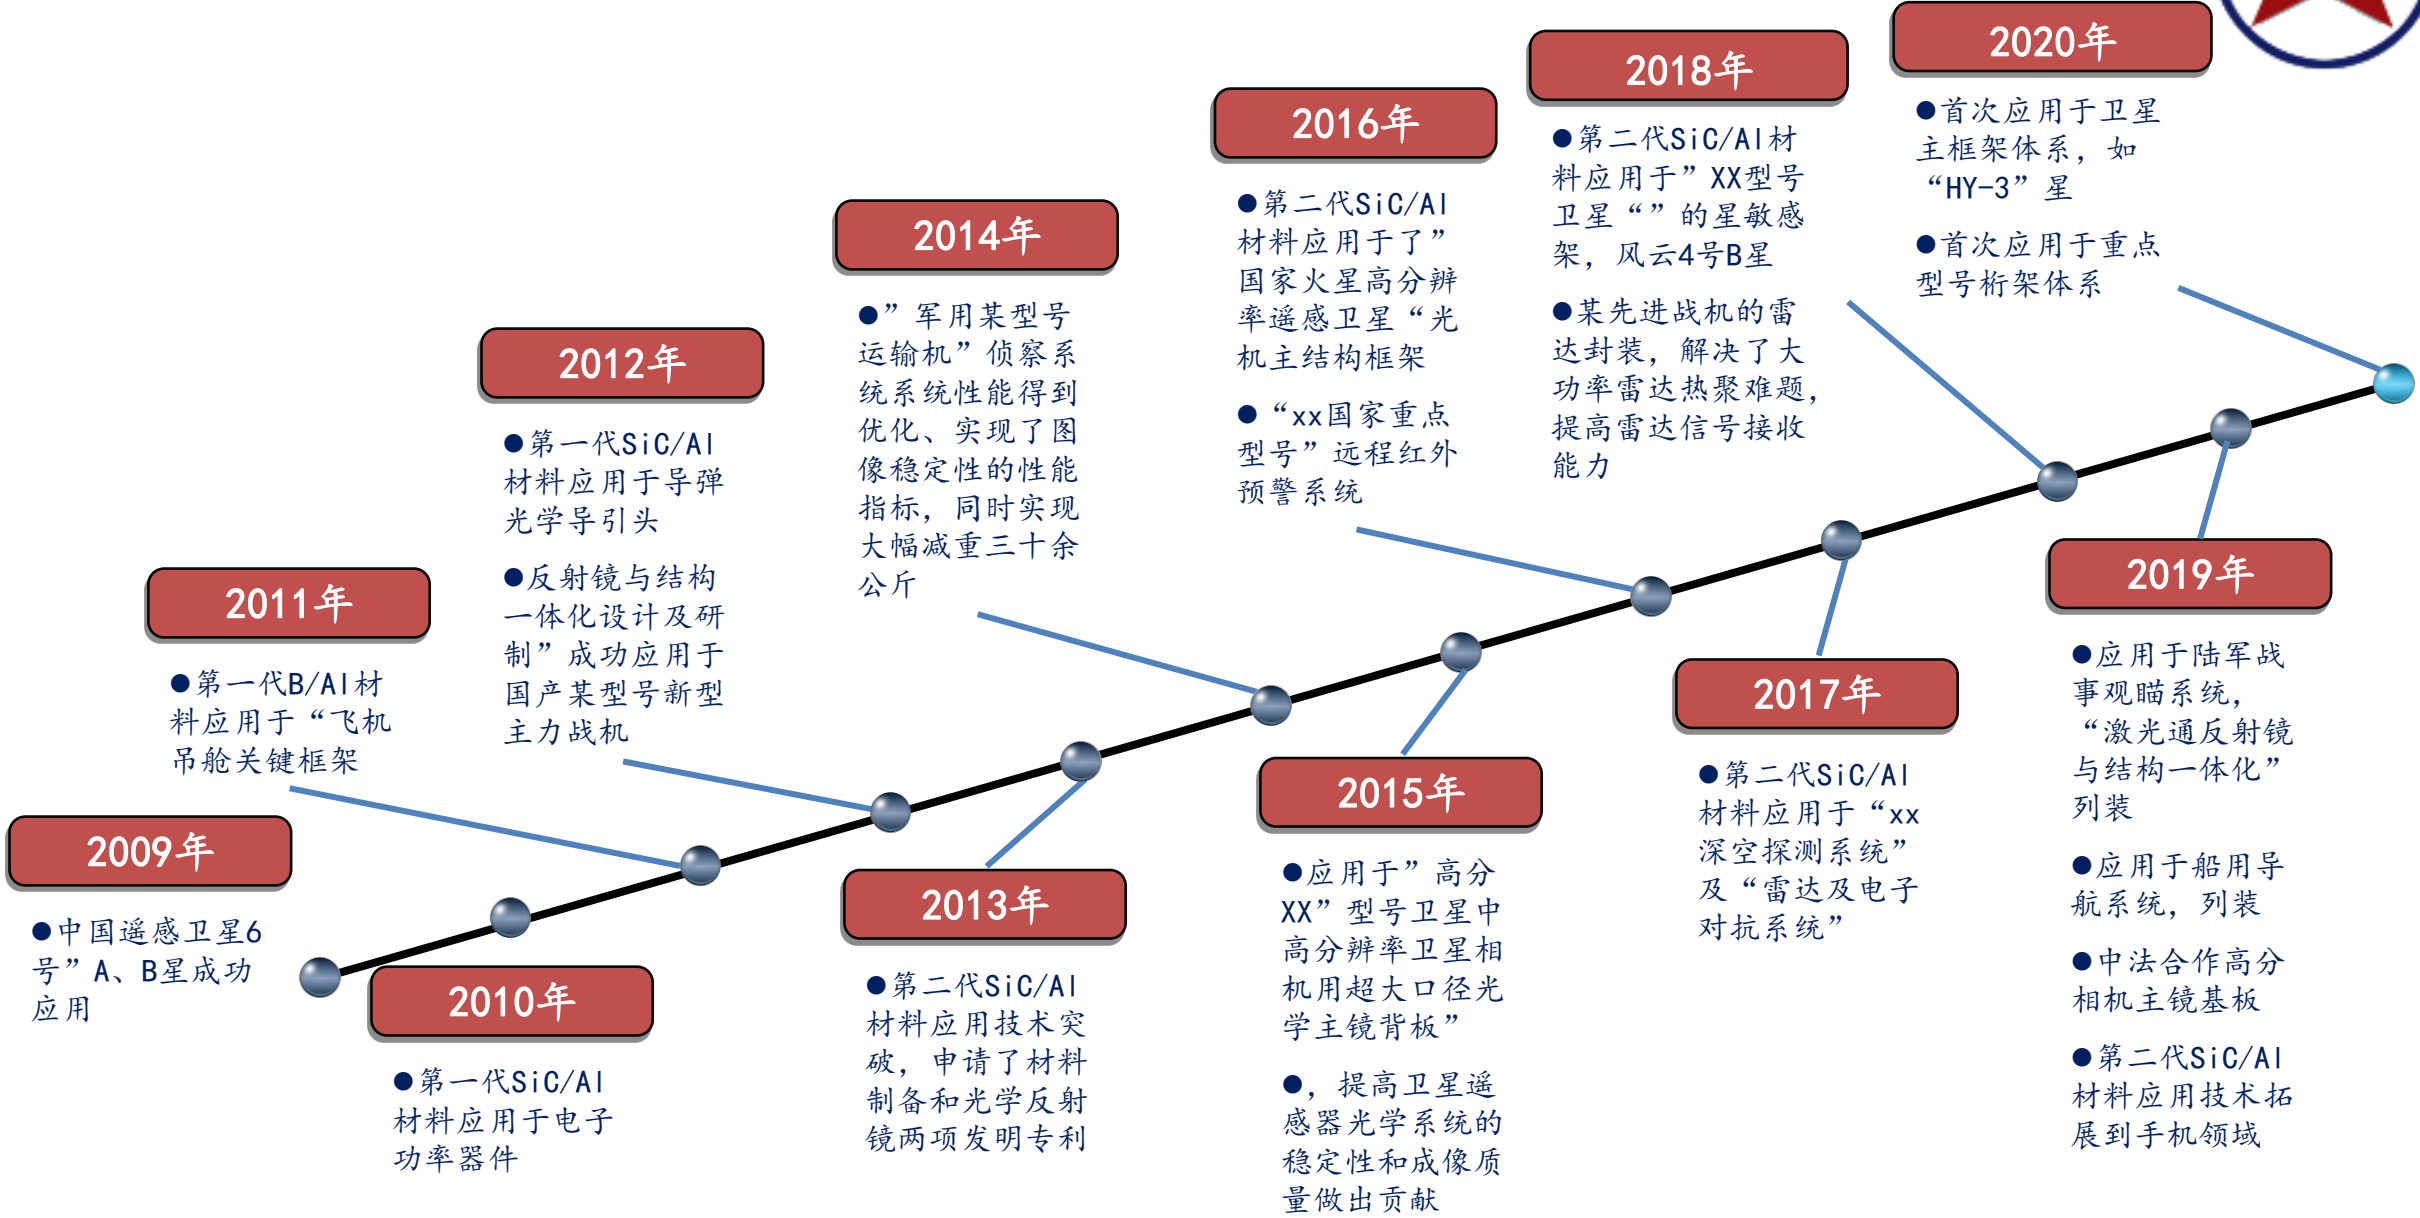 2009年
●中国遥感卫星6
号”A、B星成功
应用
2010年
●第一代SiC/Al
材料应用于电子
功率器件
2011年
●第一代B/Al材
料应用于“飞机
吊舱关键框架
2012年
●第一代SiC/Al
材料应用于导弹
光学导引头
●反射镜与结构
一体化设计及研
制”成功应用于
国产某型号新型
主力战机
2013年
●第二代SiC/Al
材料应用技术突
破，申请了材料
制备和光学反射
镜两项发明专利
2014年
●”军用某型号
运输机”侦察系
统系统性能得到
优化、实现了图
像稳定性的性能
指标，同时实现
大幅减重三十余
公斤
2015年
●应用于”高分
XX”型号卫星中
高分辨率卫星相
机用超大口径光
学主镜背板”
●，提高卫星遥
感器光学系统的
稳定性和成像质
量做出贡献
2016年
●第二代SiC/Al
材料应用于了”
国家火星高分辨
率遥感卫星“光
机主结构框架
●“xx国家重点
型号”远程红外
预警系统
2017年
●第二代SiC/Al
材料应用于“xx
深空探测系统”
及“雷达及电子
对抗系统”
2018年
●第二代SiC/Al材
料应用于”XX型号
卫星“”的星敏感
架，风云4号B星
●某先进战机的雷
达封装，解决了大
功率雷达热聚难题，
提高雷达信号接收
能力
2019年
●应用于陆军战
事观瞄系统，
“激光通反射镜
与结构一体化”
列装
●应用于船用导
航系统，列装
●中法合作高分
相机主镜基板
●第二代SiC/Al
材料应用技术拓
展到手机领域
2020年
●首次应用于卫星
主框架体系，如
“HY-3”星
●首次应用于重点
型号桁架体系